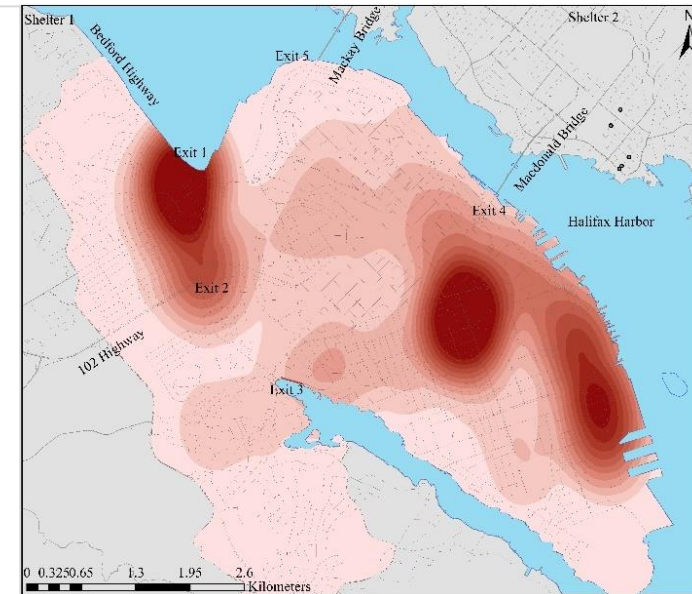 Shelter 1
Shelter 2
N
Bedford Highway
Exit 5
Mackay Bridge
Exit 1
Macdonald Bridge
Exit 4
Halifax Harbor
Exit 2
102 Highway
Exit 3
0 0.3250.65 1.3 1.95 2.6
Kilometers